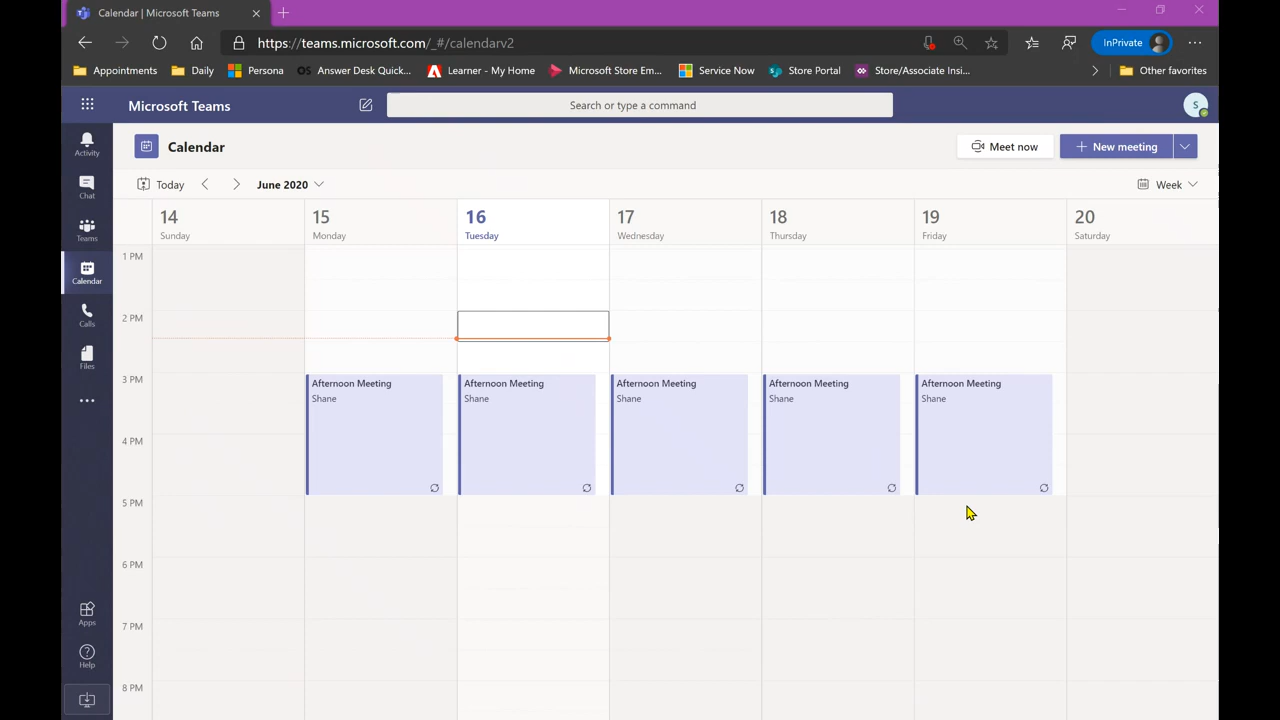 Calendar | Microsoft Teams
https://teams.microsoft.com/_#/calendarv2
InPrivate
Appointments Daily Persona Answer Desk Quick... Learner - My Home Microsoft Store Em... Service Now Store Portal Store/Associate Insi... Other favorites
Microsoft Teams
Search or type a command
S
Activity
Chat
Teams
Calendar
Calls
Files
Apps
Help
Calendar
Meet now
New meeting
Today
June 2020
Week
14 15 16 17 18 19 20
Sunday Monday Tuesday Wednesday Thursday Friday Saturday
1 PM
2 PM
3 PM
Afternoon Meeting Afternoon Meeting Afternoon Meeting Afternoon Meeting Afternoon Meeting
Shane Shane Shane Shane Shane
4 PM
5 PM
6 PM
7 PM
8 PM